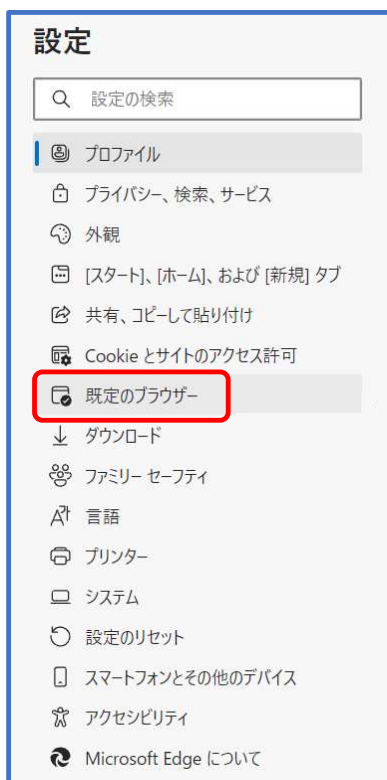 設定
設定の検索
プロファイル
プライバシー、検索、サービス
外観
[スタート]、[ホーム]、および [新規] タブ
共有、コピーして貼り付け
Cookie とサイトのアクセス許可
既定のブラウザー
ダウンロード
ファミリー セーフティ
言語
プリンター
システム
設定のリセット
スマートフォンとその他のデバイス
アクセシビリティ
Microsoft Edge について